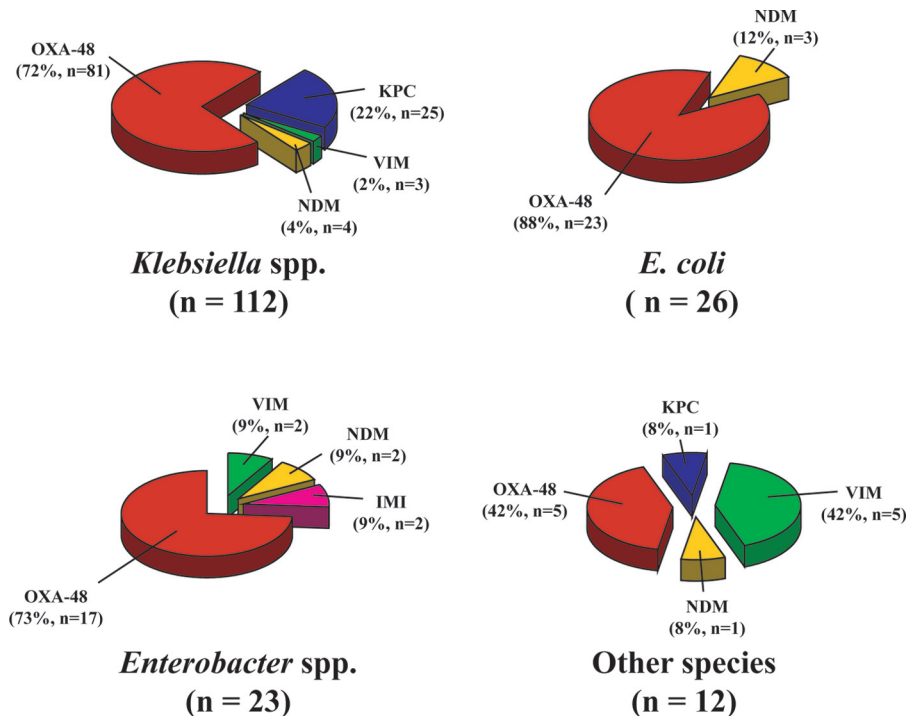 OXA-48
(72%, n=81)
KPC
(22%, n=25)
VIM
(2%, n=3)
NDM
(4%, n=4)
Klebsiella spp.
(n = 112)
NDM
(12%, n=3)
OXA-48
(88%, n=23)
E. coli
( n = 26)
VIM
(9%, n=2)
NDM
(9%, n=2)
IMI
(9%, n=2)
OXA-48
(73%, n=17)
Enterobacter spp.
(n = 23)
KPC
(8%, n=1)
OXA-48
(42%, n=5)
VIM
(42%, n=5)
NDM
(8%, n=1)
Other species
(n = 12)